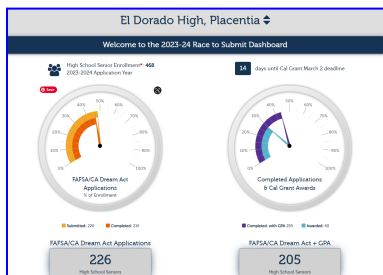 El Dorado High, Placentia
Welcome to the 2023-24 Race to Submit Dashboard
High School Senior Enrollment*: 468
2023-2024 Application Year
14 days until Cal Grant March 2 deadline
Save
0%
10%
20%
30%
40%
50%
60%
70%
80%
90%
100%
FAFSA/CA Dream Act
Applications
% of Enrollment
0%
10%
20%
30%
40%
50%
60%
70%
80%
90%
100%
Completed Applications
& Cal Grant Awards
Submitted: 226 Completed: 218
Completed with GPA: 205 Awarded: 65
FAFSA/CA Dream Act Applications
226
High School Seniors
FAFSA/CA Dream Act + GPA
205
High School Seniors